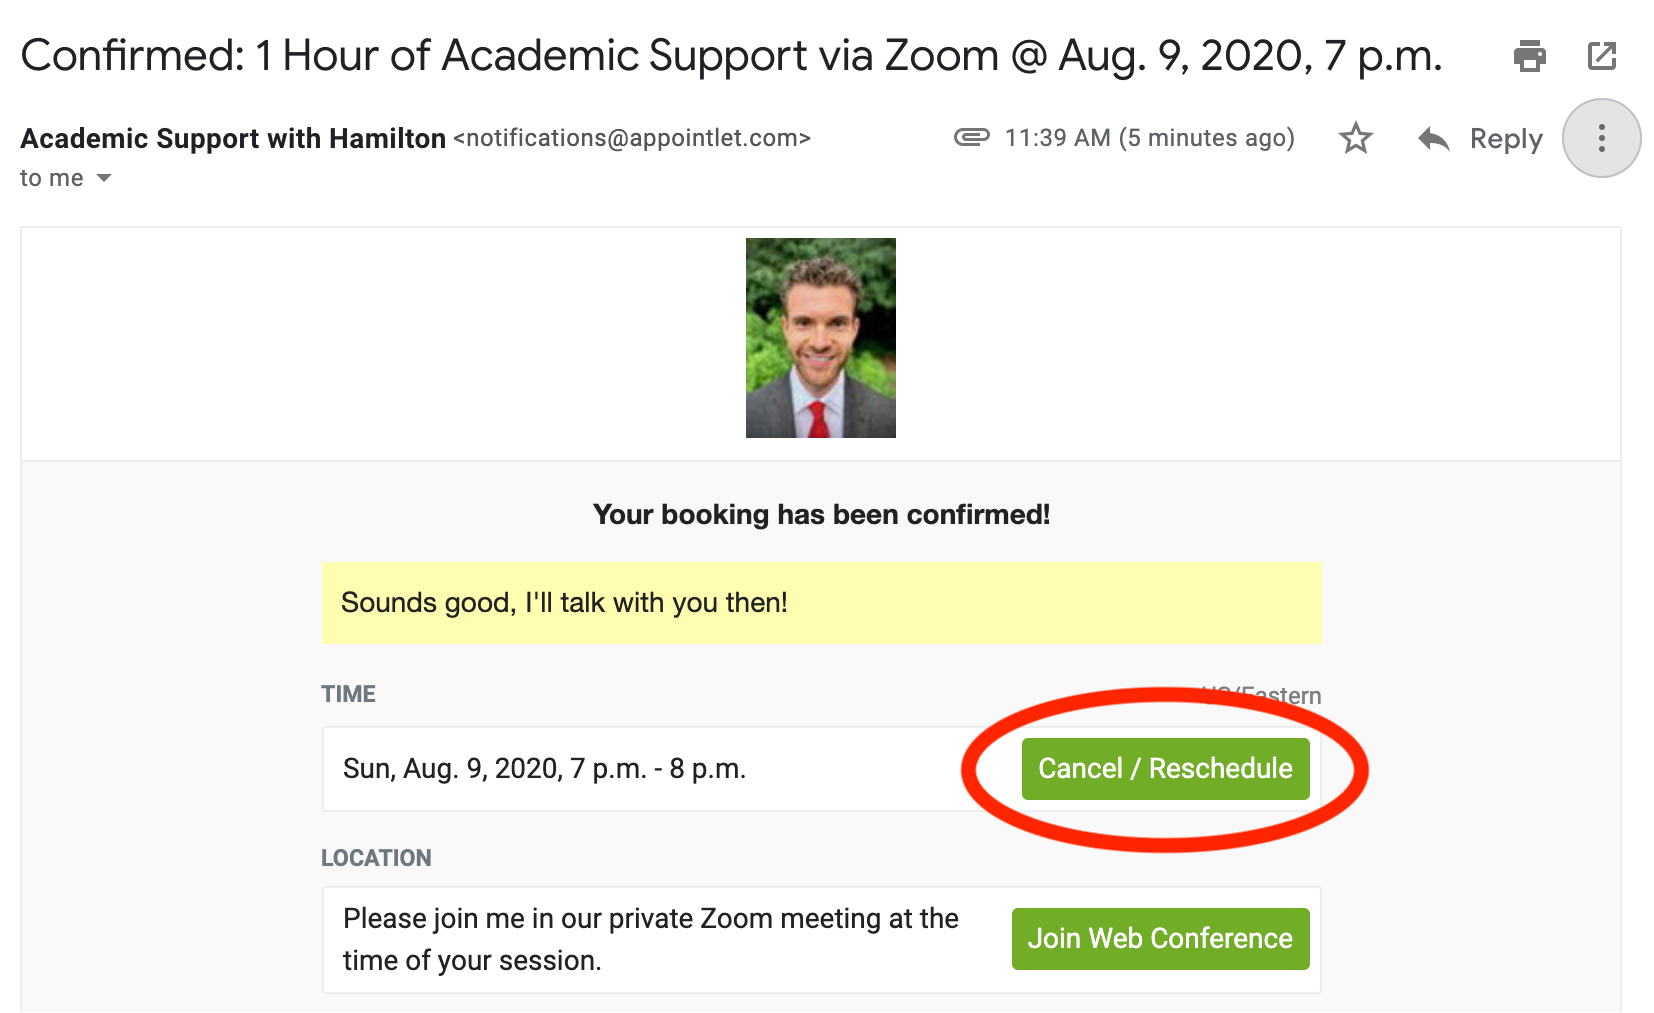 Confirmed: 1 Hour of Academic Support via Zoom @ Aug. 9, 2020, 7 p.m.
Academic Support with Hamilton <notifications@appointlet.com> 11:39 AM (5 minutes ago) Reply
to me
Your booking has been confirmed!
Sounds good, I'll talk with you then!
TIME US/Eastern
Sun, Aug. 9, 2020, 7 p.m. - 8 p.m. Cancel / Reschedule
LOCATION
Please join me in our private Zoom meeting at the
time of your session.
Join Web Conference